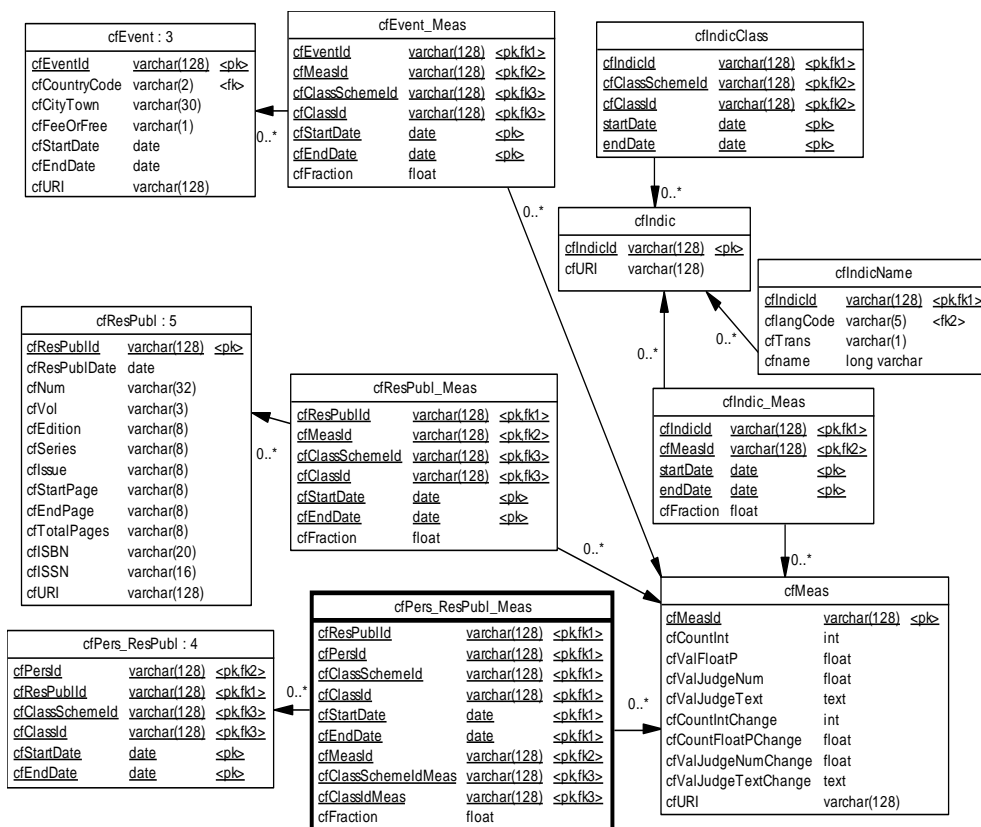 cfEvent : 3
cfEventId varchar(128) <pk>
cfCountryCode varchar(2) <fk>
cfCityTown varchar(30)
cfFeeOrFree varchar(1)
cfStartDate date
cfEndDate date
cfURI varchar(128)
0..*
cfEvent_Meas
cfEventId varchar(128) <pk,fk1>
cfMeasId varchar(128) <pk,fk2>
cfClassSchemeId varchar(128) <pk,fk3>
cfClassId varchar(128) <pk,fk3>
cfStartDate date <pk>
cfEndDate date <pk>
cfFraction float
0..*
cfIndicClass
cfIndicId varchar(128) <pk,fk1>
cfClassSchemeId varchar(128) <pk,fk2>
cfClassId varchar(128) <pk,fk2>
startDate date <pk>
endDate date <pk>
0..*
cfIndic
cfIndicId varchar(128) <pk>
cfURI varchar(128)
cfIndicName
cfIndicId varchar(128) <pk,fk1>
cflangCode varchar(5) <fk2>
cfTrans varchar(1)
cfname long varchar
0..*
cfResPubl : 5
cfResPublId varchar(128) <pk>
cfResPublDate date
cfNum varchar(32)
cfVol varchar(3)
cfEdition varchar(8)
cfSeries varchar(8)
cfIssue varchar(8)
cfStartPage varchar(8)
cfEndPage varchar(8)
cfTotalPages varchar(8)
cfISBN varchar(20)
cfISSN varchar(16)
cfURI varchar(128)
0..*
cfResPubl_Meas
cfResPublId varchar(128) <pk,fk1>
cfMeasId varchar(128) <pk,fk2>
cfClassSchemeId varchar(128) <pk,fk3>
cfClassId varchar(128) <pk,fk3>
cfStartDate date <pk>
cfEndDate date <pk>
cfFraction float
0..*
cfIndic_Meas
cfIndicId varchar(128) <pk,fk1>
cfMeasId varchar(128) <pk,fk2>
startDate date <pk>
endDate date <pk>
cfFraction float
0..*
cfPers_ResPubl : 4
cfPersId varchar(128) <pk,fk2>
cfResPublId varchar(128) <pk,fk1>
cfClassSchemeId varchar(128) <pk,fk3>
cfClassId varchar(128) <pk,fk3>
cfStartDate date <pk>
cfEndDate date <pk>
0..*
cfPers_ResPubl_Meas
cfResPublId varchar(128) <pk,fk1>
cfPersId varchar(128) <pk,fk1>
cfClassSchemeId varchar(128) <pk,fk1>
cfClassId varchar(128) <pk,fk1>
cfStartDate date <pk,fk1>
cfEndDate date <pk,fk1>
cfMeasId varchar(128) <pk,fk2>
cfClassSchemeIdMeas varchar(128) <pk,fk3>
cfClassIdMeas varchar(128) <pk,fk3>
cfFraction float
0..*
cfMeas
cfMeasId varchar(128) <pk>
cfCountInt int
cfValFloatP float
cfValJudgeNum float
cfValJudgeText text
cfCountIntChange int
cfCountFloatPChange float
cfValJudgeNumChange float
cfValJudgeTextChange text
cfURI varchar(128)